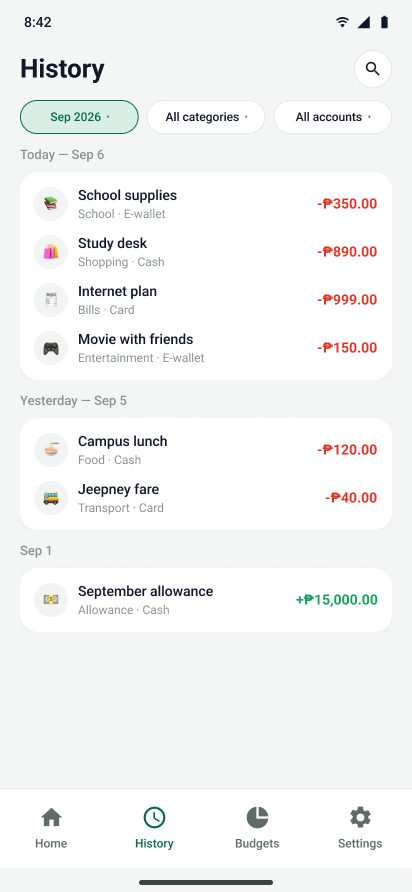 8:42
History
Sep 2026 ·
All categories ·
All accounts ·
Today — Sep 6
School supplies
School · E-wallet
-₱350.00
Study desk
Shopping · Cash
-₱890.00
Internet plan
Bills · Card
-₱999.00
Movie with friends
Entertainment · E-wallet
-₱150.00
Yesterday — Sep 5
Campus lunch
Food · Cash
-₱120.00
Jeepney fare
Transport · Card
-₱40.00
Sep 1
September allowance
Allowance · Cash
+₱15,000.00
Home
History
Budgets
Settings